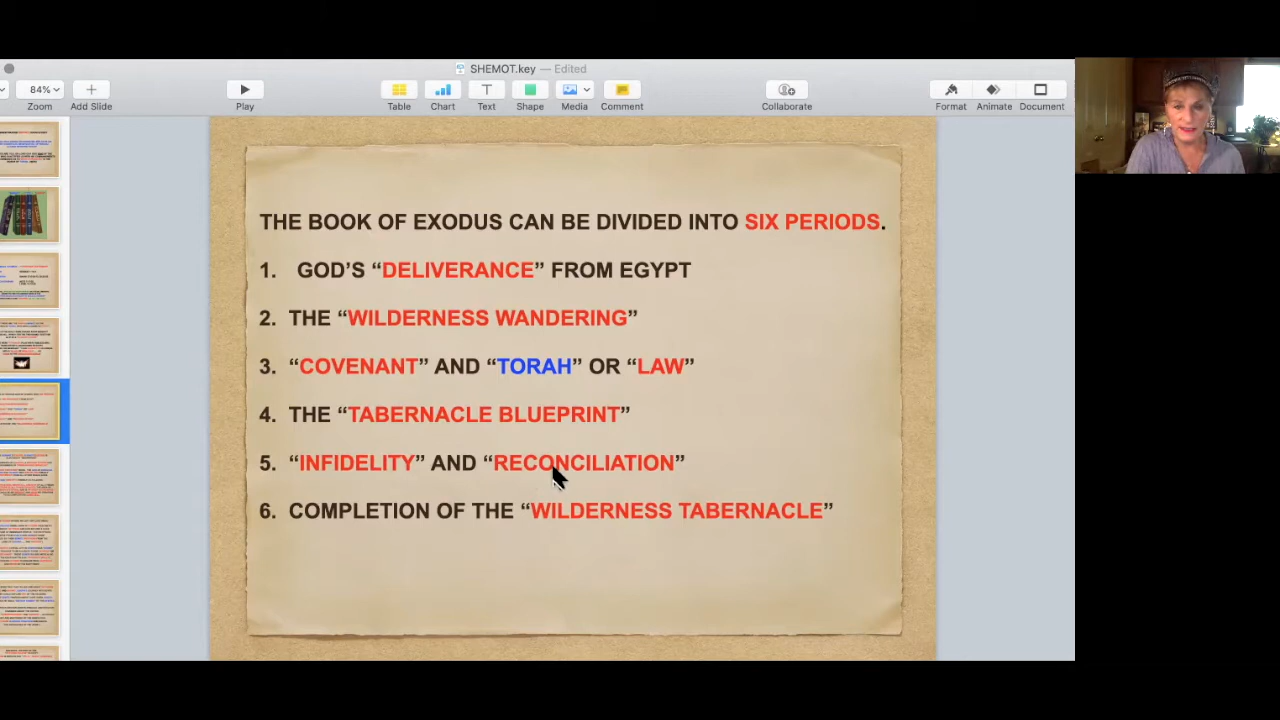 SHEMOT.key — Edited
84%
Zoom
Add Slide
Play
Table
Chart
Text
Shape
Media
Comment
Collaborate
Format
Animate
Document
THE BOOK OF EXODUS CAN BE DIVIDED INTO SIX PERIODS.
1. GOD’S “DELIVERANCE” FROM EGYPT
2. THE “WILDERNESS WANDERING”
3. “COVENANT” AND “TORAH” OR “LAW”
4. THE “TABERNACLE BLUEPRINT”
5. “INFIDELITY” AND “RECONCILIATION”
6. COMPLETION OF THE “WILDERNESS TABERNACLE”